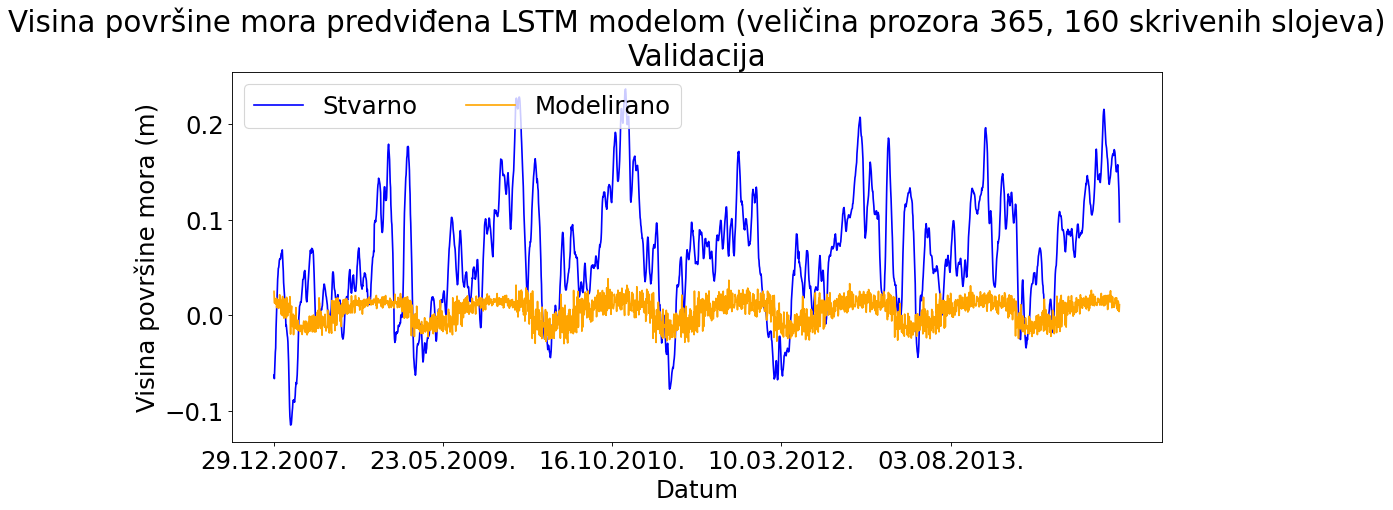 Visina površine mora predviđena LSTM modelom (veličina prozora 365, 160 skrivenih slojeva)
Validacija
Stvarno Modelirano
Visina površine mora (m)
0.2
0.1
0.0
−0.1
29.12.2007. 23.05.2009. 16.10.2010. 10.03.2012. 03.08.2013.
Datum